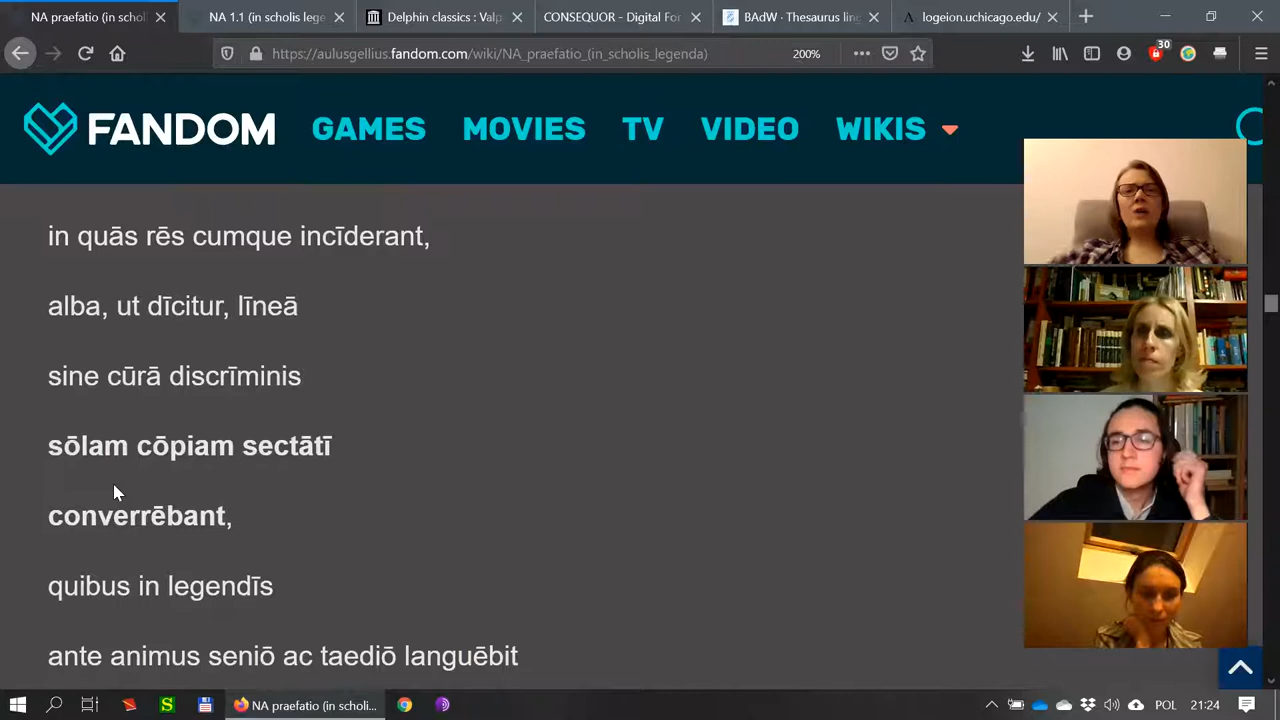 NA praefatio (in schol
NA 1.1 (in scholis lege
Delphin classics : Valp
CONSEQUOR - Digital For
BAdW · Thesaurus ling
logeion.uchicago.edu/
https://aulusgellius.fandom.com/wiki/NA_praefatio_(in_scholis_legenda)
200%
30
FANDOM GAMES MOVIES TV VIDEO WIKIS
in quās rēs cumque incīderant,
alba, ut dīcitur, līneā
sine cūrā discrīminis
sōlam cōpiam sectātī
converrēbant,
quibus in legendīs
ante animus seniō ac taediō languēbit
S
NA praefatio (in scholi...
POL
21:24